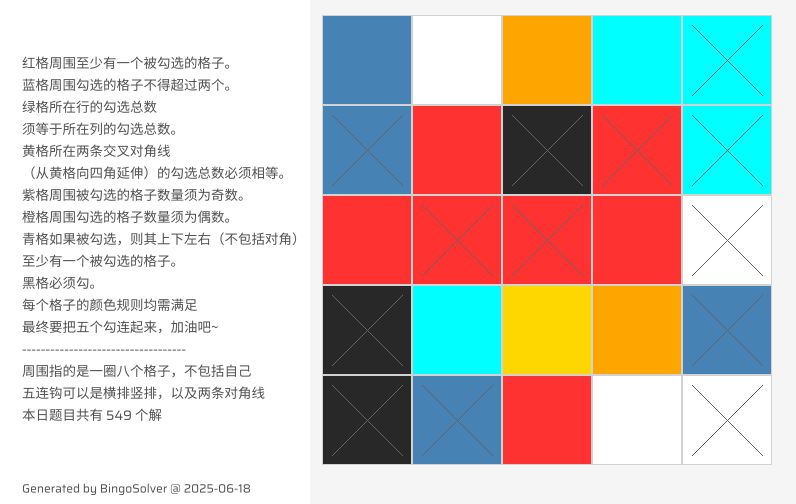 红格周围至少有一个被勾选的格子。
蓝格周围勾选的格子不得超过两个。
绿格所在行的勾选总数
须等于所在列的勾选总数。
黄格所在两条交叉对角线
（从黄格向四角延伸）的勾选总数必须相等。
紫格周围被勾选的格子数量须为奇数。
橙格周围勾选的格子数量须为偶数。
青格如果被勾选，则其上下左右（不包括对角）
至少有一个被勾选的格子。
黑格必须勾。
每个格子的颜色规则均需满足
最终要把五个勾连起来，加油吧~
-----------------------------------
周围指的是一圈八个格子，不包括自己
五连钩可以是横排竖排，以及两条对角线
本日题目共有 549 个解
Generated by BingoSolver @ 2025-06-18